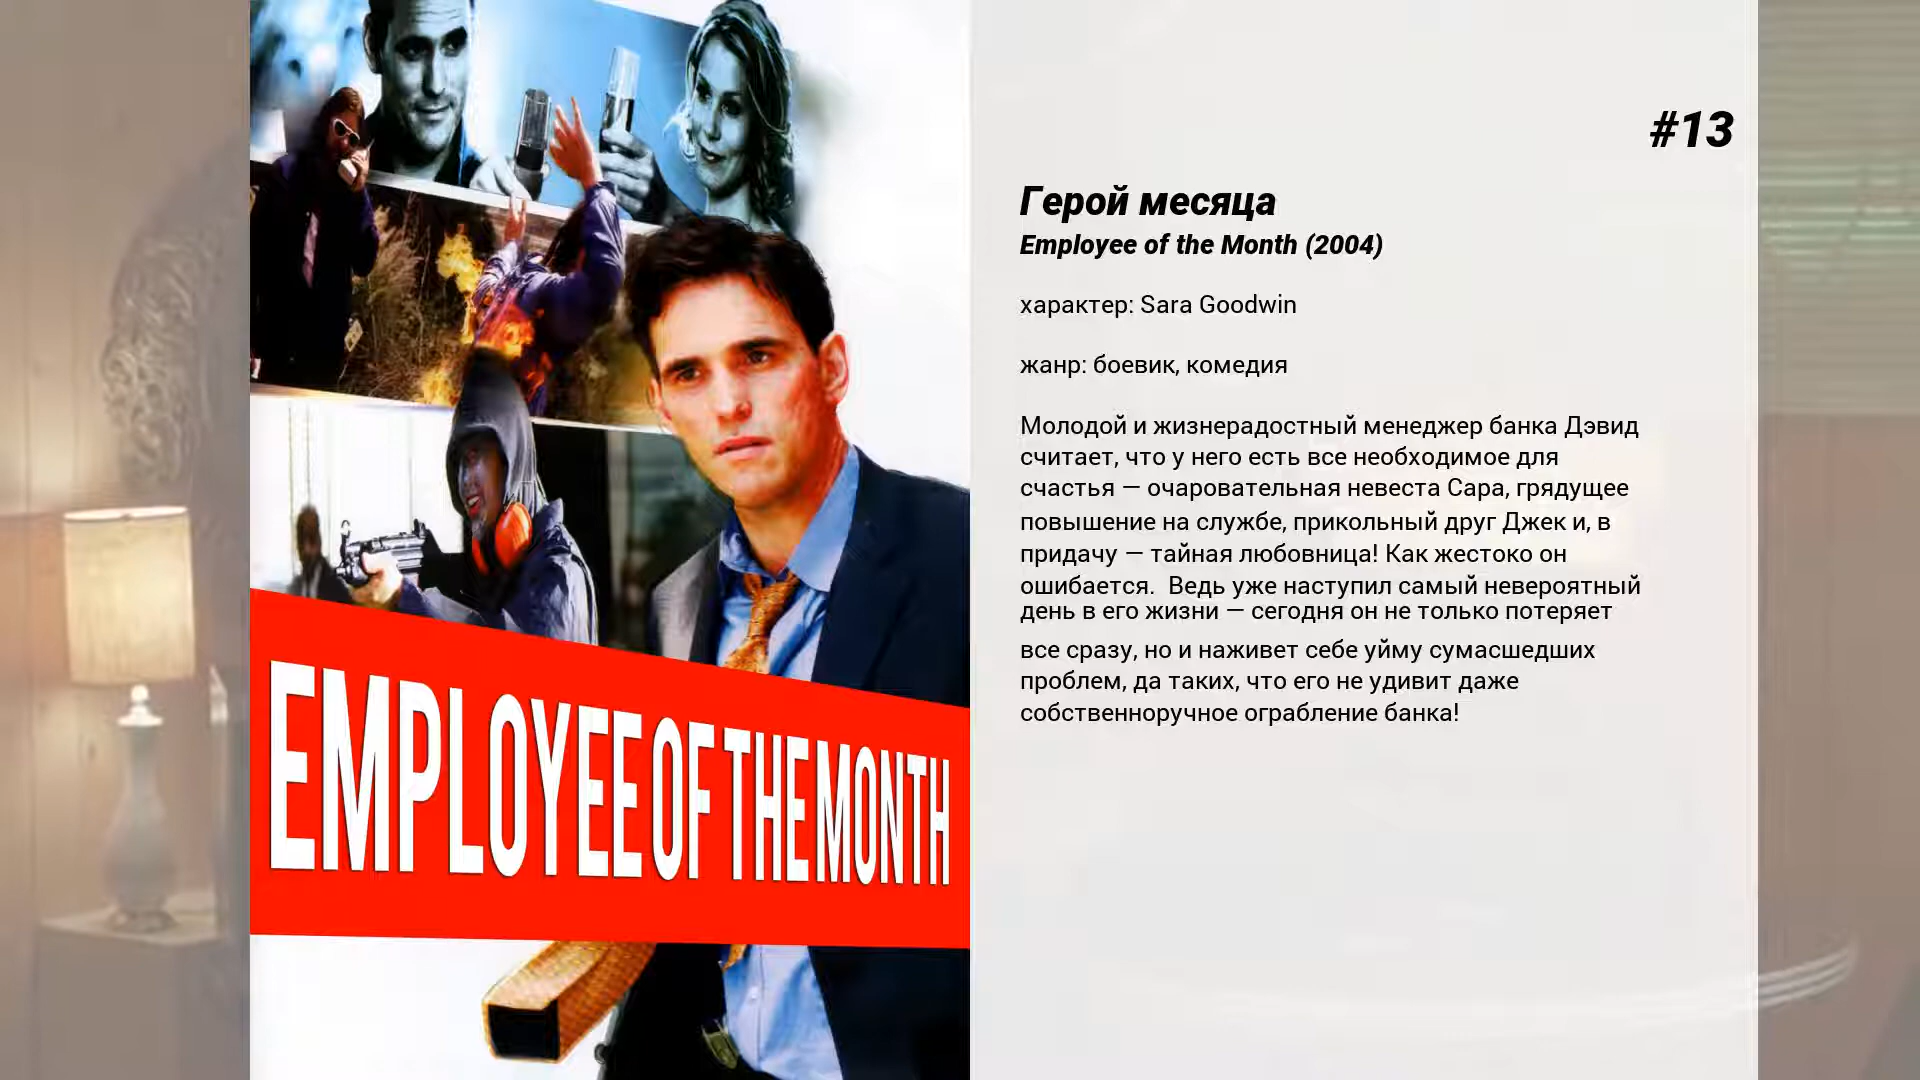 EMPLOYEE OF THE MONTH
#13
Герой месяца
Employee of the Month (2004)
характер: Sara Goodwin
жанр: боевик, комедия
Молодой и жизнерадостный менеджер банка Дэвид
считает, что у него есть все необходимое для
счастья — очаровательная невеста Сара, грядущее
повышение на службе, прикольный друг Джек и, в
придачу — тайная любовница! Как жестоко он
ошибается.  Ведь уже наступил самый невероятный
день в его жизни — сегодня он не только потеряет
все сразу, но и наживет себе уйму сумасшедших
проблем, да таких, что его не удивит даже
собственноручное ограбление банка!